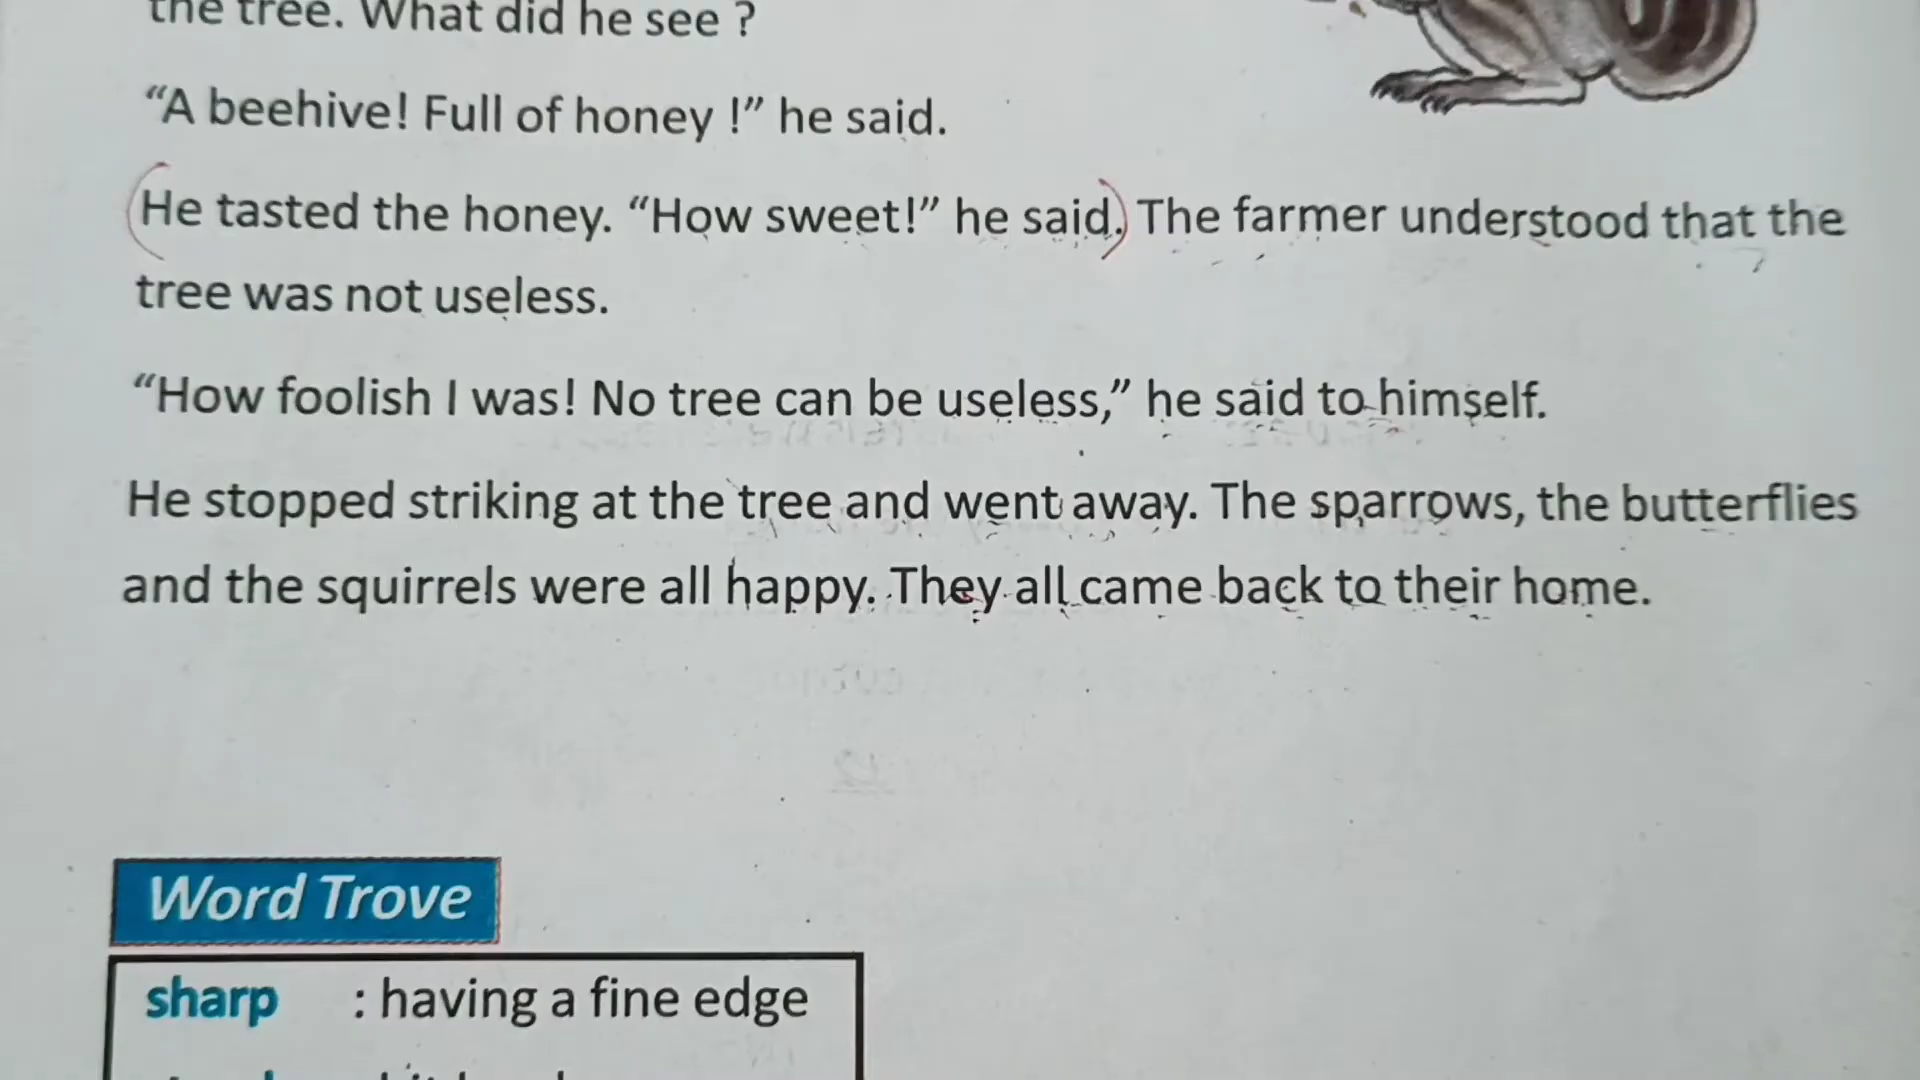 the tree. What did he see ?
“A beehive! Full of honey !” he said.
He tasted the honey. “How sweet!” he said. The farmer understood that the
tree was not useless.
“How foolish I was! No tree can be useless,” he said to himself.
He stopped striking at the tree and went away. The sparrows, the butterflies
and the squirrels were all happy. They all came back to their home.
Word Trove
sharp : having a fine edge